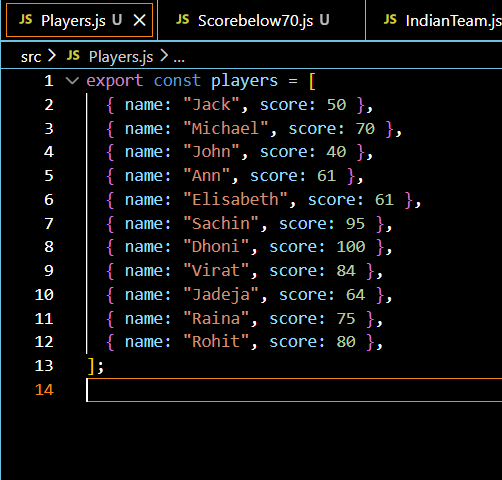 JS Players.js U × JS Scorebelow70.js U JS IndianTeam.js
src > JS Players.js > ...
1 export const players = [
2 { name: "Jack", score: 50 },
3 { name: "Michael", score: 70 },
4 { name: "John", score: 40 },
5 { name: "Ann", score: 61 },
6 { name: "Elisabeth", score: 61 },
7 { name: "Sachin", score: 95 },
8 { name: "Dhoni", score: 100 },
9 { name: "Virat", score: 84 },
10 { name: "Jadeja", score: 64 },
11 { name: "Raina", score: 75 },
12 { name: "Rohit", score: 80 },
13 ];
14